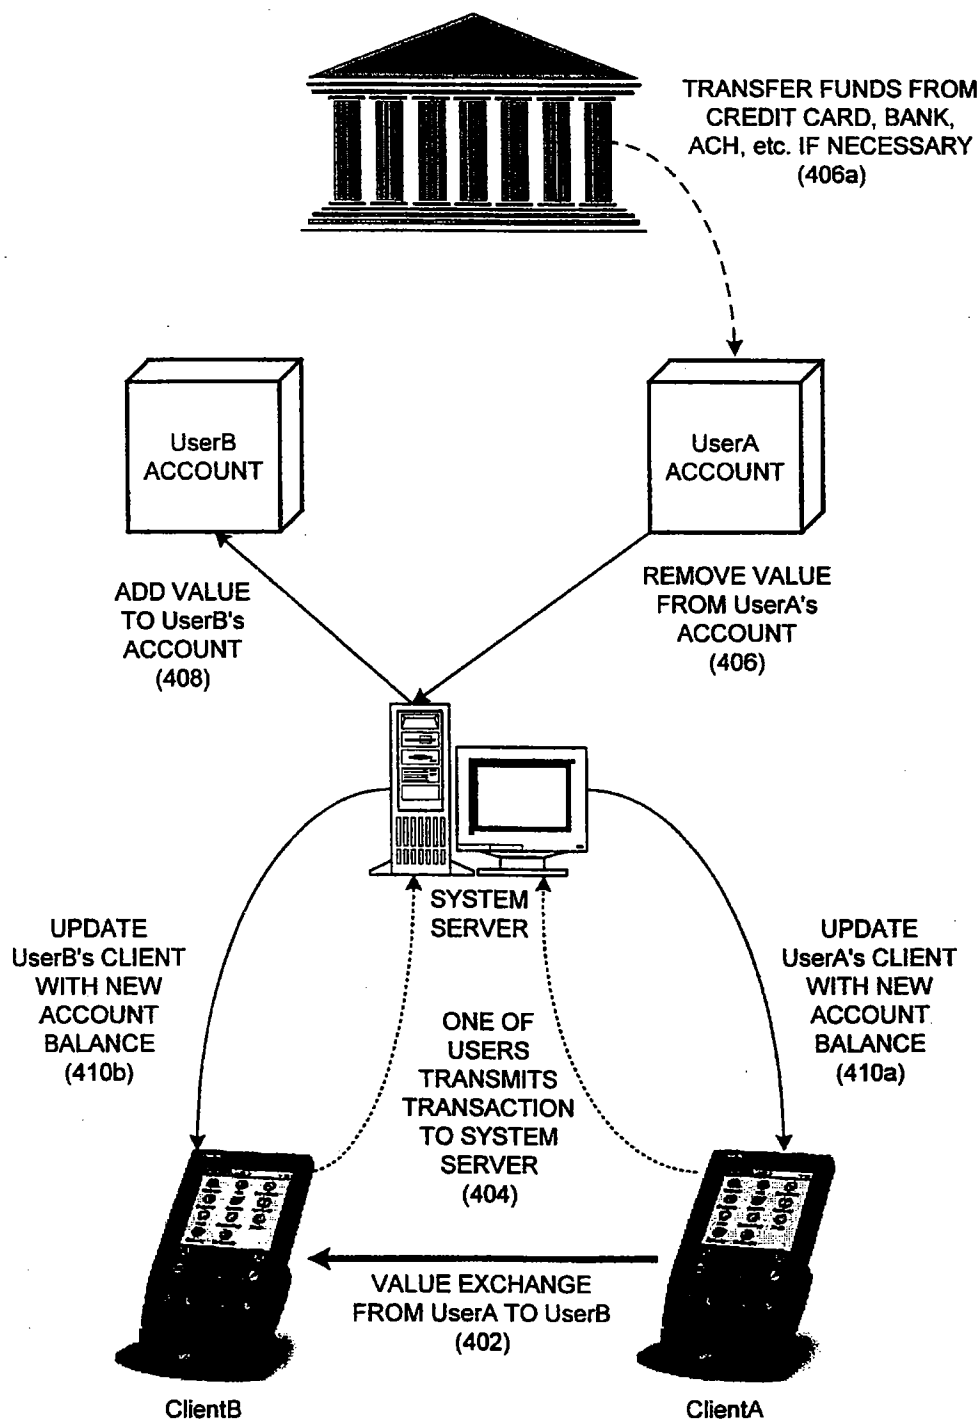 TRANSFER FUNDS FROM
CREDIT CARD, BANK,
ACH, etc. IF NECESSARY
(406a)
UserB
ACCOUNT
UserA
ACCOUNT
ADD VALUE
TO UserB's
ACCOUNT
(408)
REMOVE VALUE
FROM UserA's
ACCOUNT
(406)
SYSTEM
SERVER
UPDATE
UserB's CLIENT
WITH NEW
ACCOUNT
BALANCE
(410b)
UPDATE
UserA's CLIENT
WITH NEW
ACCOUNT
BALANCE
(410a)
ONE OF
USERS
TRANSMITS
TRANSACTION
TO SYSTEM
SERVER
(404)
VALUE EXCHANGE
FROM UserA TO UserB
(402)
ClientB
ClientA